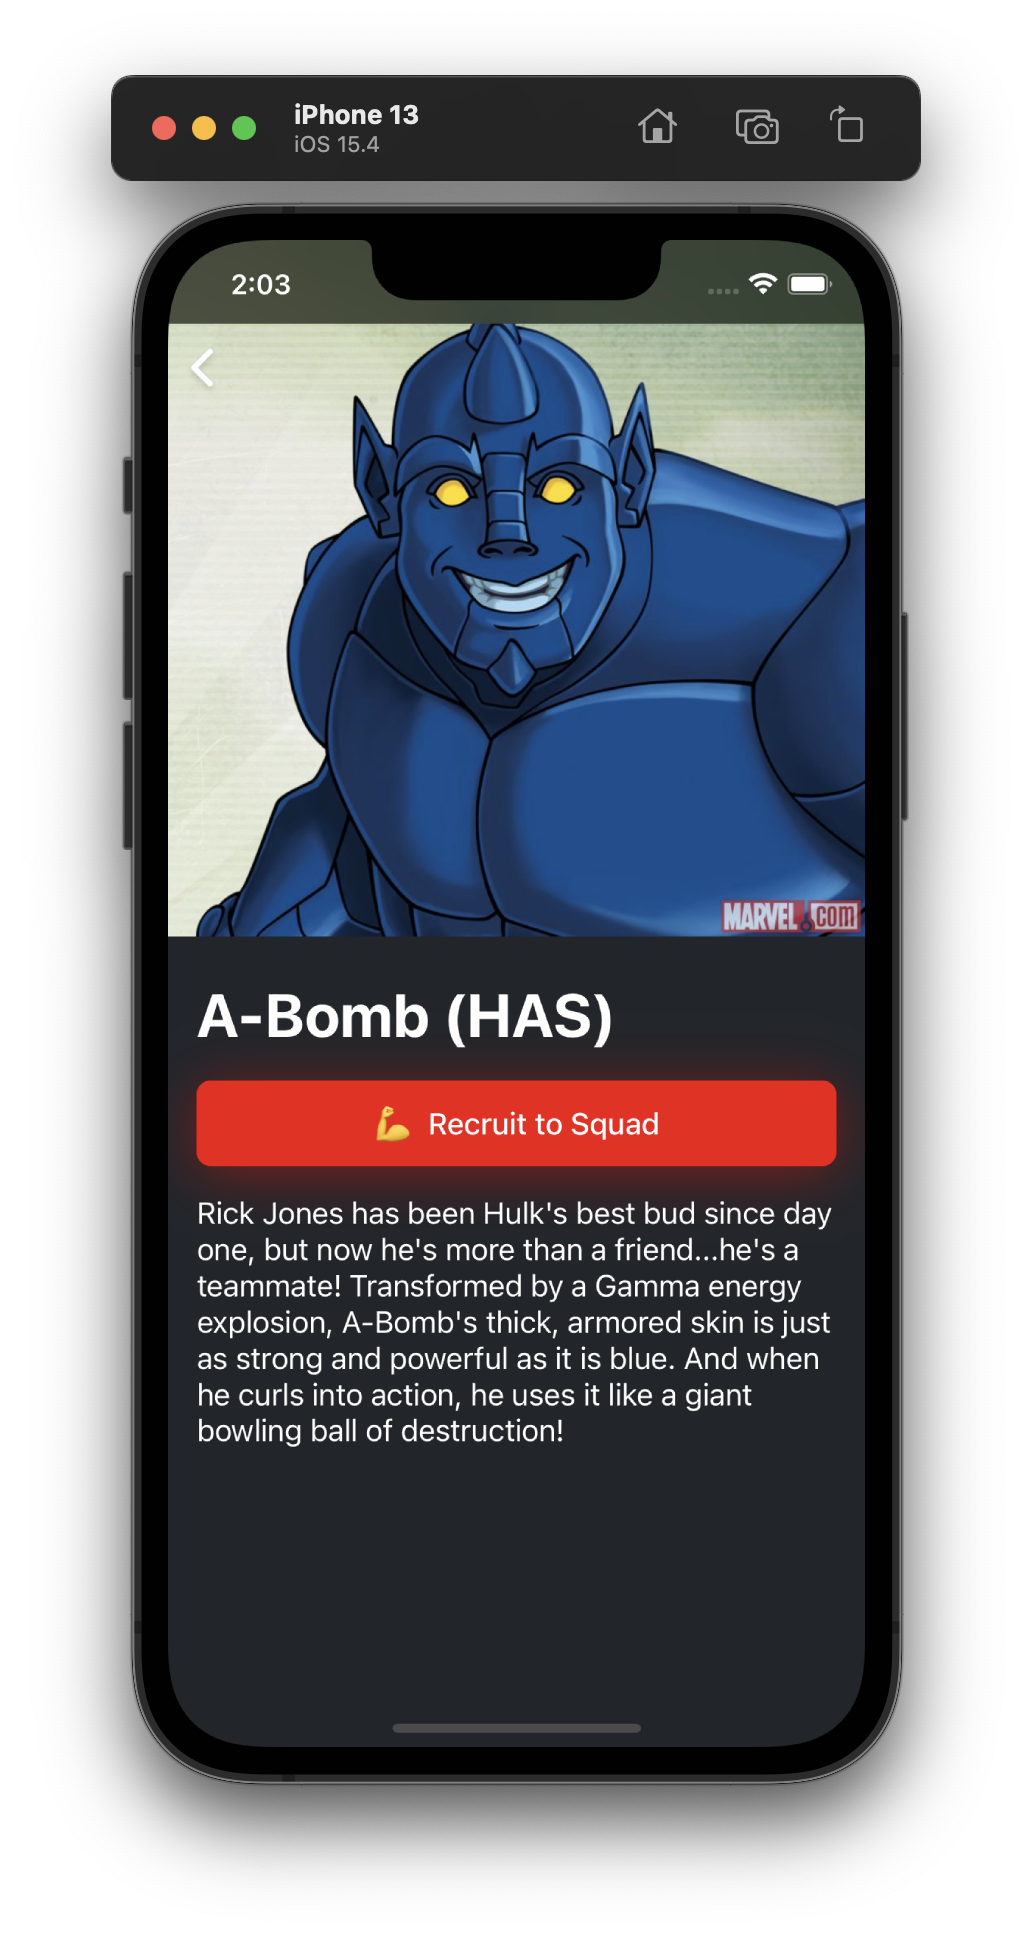 iPhone 13
iOS 15.4
2:03
MARVEL.com
A-Bomb (HAS)
💪 Recruit to Squad
Rick Jones has been Hulk's best bud since day
one, but now he's more than a friend...he's a
teammate! Transformed by a Gamma energy
explosion, A-Bomb's thick, armored skin is just
as strong and powerful as it is blue. And when
he curls into action, he uses it like a giant
bowling ball of destruction!